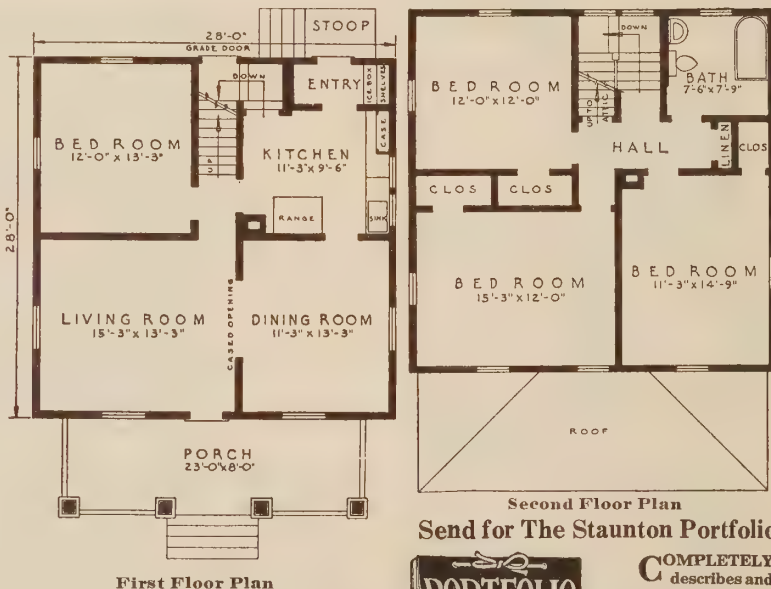 28'-0"
GRADE DOOR
STOOP
28'-0"
DOWN
ENTRY
ICE BOX
SHELVES
BED ROOM
12'-0" x 13'-3"
UP
KITCHEN
11'-3" x 9'-6"
CASE
RANGE
SINK
LIVING ROOM
15'-3" x 13'-3"
CASED OPENING
DINING ROOM
11'-3" x 13'-3"
PORCH
23'-0" x 8'-0"
First Floor Plan
BED ROOM
12'-0" x 12'-0"
DOWN
UP TO
ATTIC
BATH
7'-6" x 7'-9"
HALL
LINEN
CLOS
CLOS
CLOS
BED ROOM
15'-3" x 12'-0"
BED ROOM
11'-3" x 14'-9"
ROOF
Second Floor Plan
Send for The Staunton Portfolio
PORTFOLIO
COMPLETELY
describes and